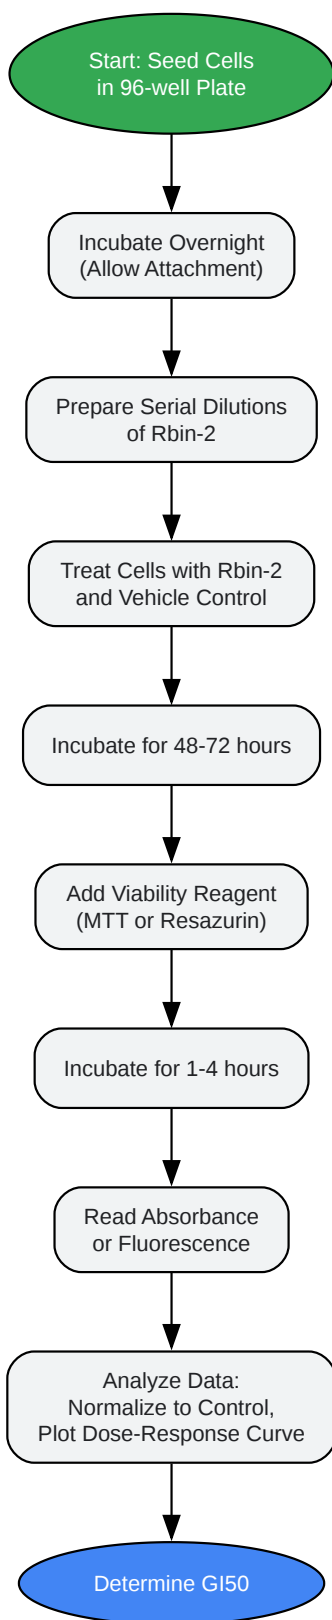 Start: Seed Cells
in 96-well Plate
Incubate Overnight
(Allow Attachment)
Prepare Serial Dilutions
of Rbin-2
Treat Cells with Rbin-2
and Vehicle Control
Incubate for 48-72 hours
Add Viability Reagent
(MTT or Resazurin)
Incubate for 1-4 hours
Read Absorbance
or Fluorescence
Analyze Data:
Normalize to Control,
Plot Dose-Response Curve
Determine GI50